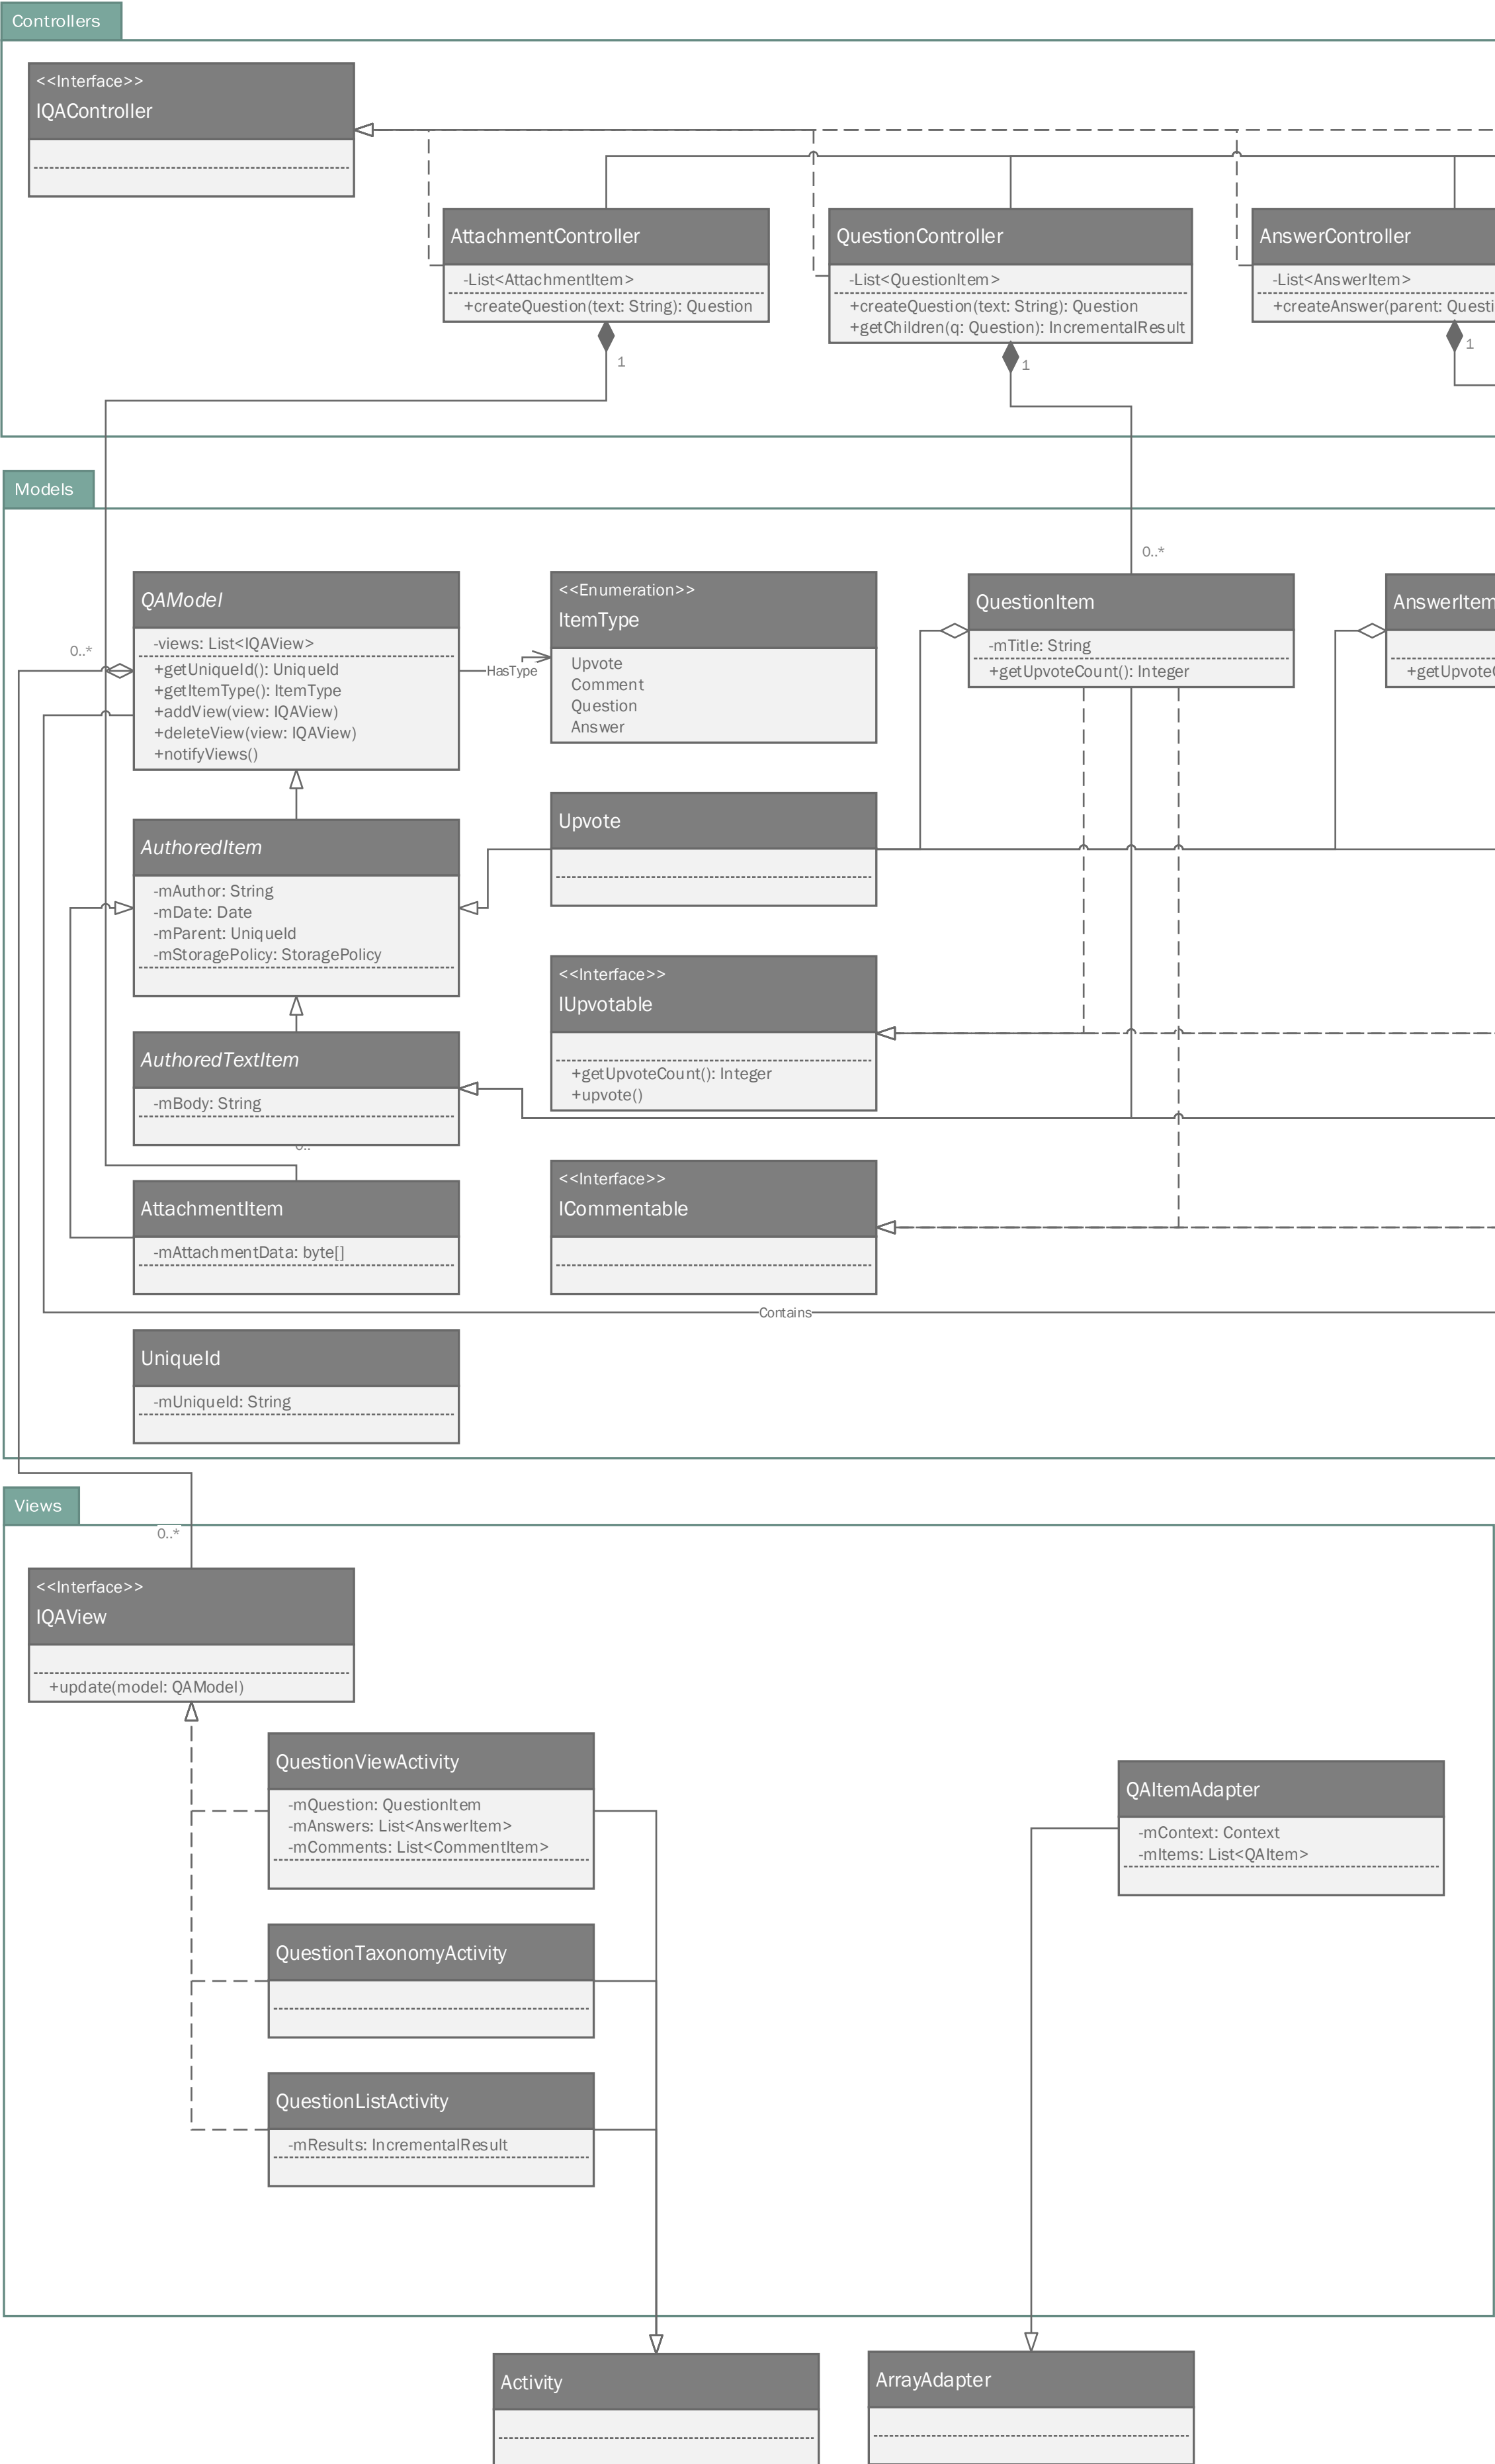 Controllers
<<Interface>>
IQAController
AttachmentController
-List<AttachmentItem>
+createQuestion(text: String): Question
1
QuestionController
-List<QuestionItem>
+createQuestion(text: String): Question
+getChildren(q: Question): IncrementalResult
1
AnswerController
-List<AnswerItem>
+createAnswer(parent: Questi
1
Models
0..*
QAModel
-views: List<IQAView>
+getUniqueId(): UniqueId
+getItemType(): ItemType
+addView(view: IQAView)
+deleteView(view: IQAView)
+notifyViews()
0..*
HasType
<<Enumeration>>
ItemType
Upvote
Comment
Question
Answer
QuestionItem
-mTitle: String
+getUpvoteCount(): Integer
AnswerItem
+getUpvote
AuthoredItem
-mAuthor: String
-mDate: Date
-mParent: UniqueId
-mStoragePolicy: StoragePolicy
Upvote
<<Interface>>
IUpvotable
+getUpvoteCount(): Integer
+upvote()
AuthoredTextItem
-mBody: String
AttachmentItem
-mAttachmentData: byte[]
<<Interface>>
ICommentable
Contains
UniqueId
-mUniqueId: String
Views
0..*
<<Interface>>
IQAView
+update(model: QAModel)
QuestionViewActivity
-mQuestion: QuestionItem
-mAnswers: List<AnswerItem>
-mComments: List<CommentItem>
QAItemAdapter
-mContext: Context
-mItems: List<QAItem>
QuestionTaxonomyActivity
QuestionListActivity
-mResults: IncrementalResult
Activity
ArrayAdapter